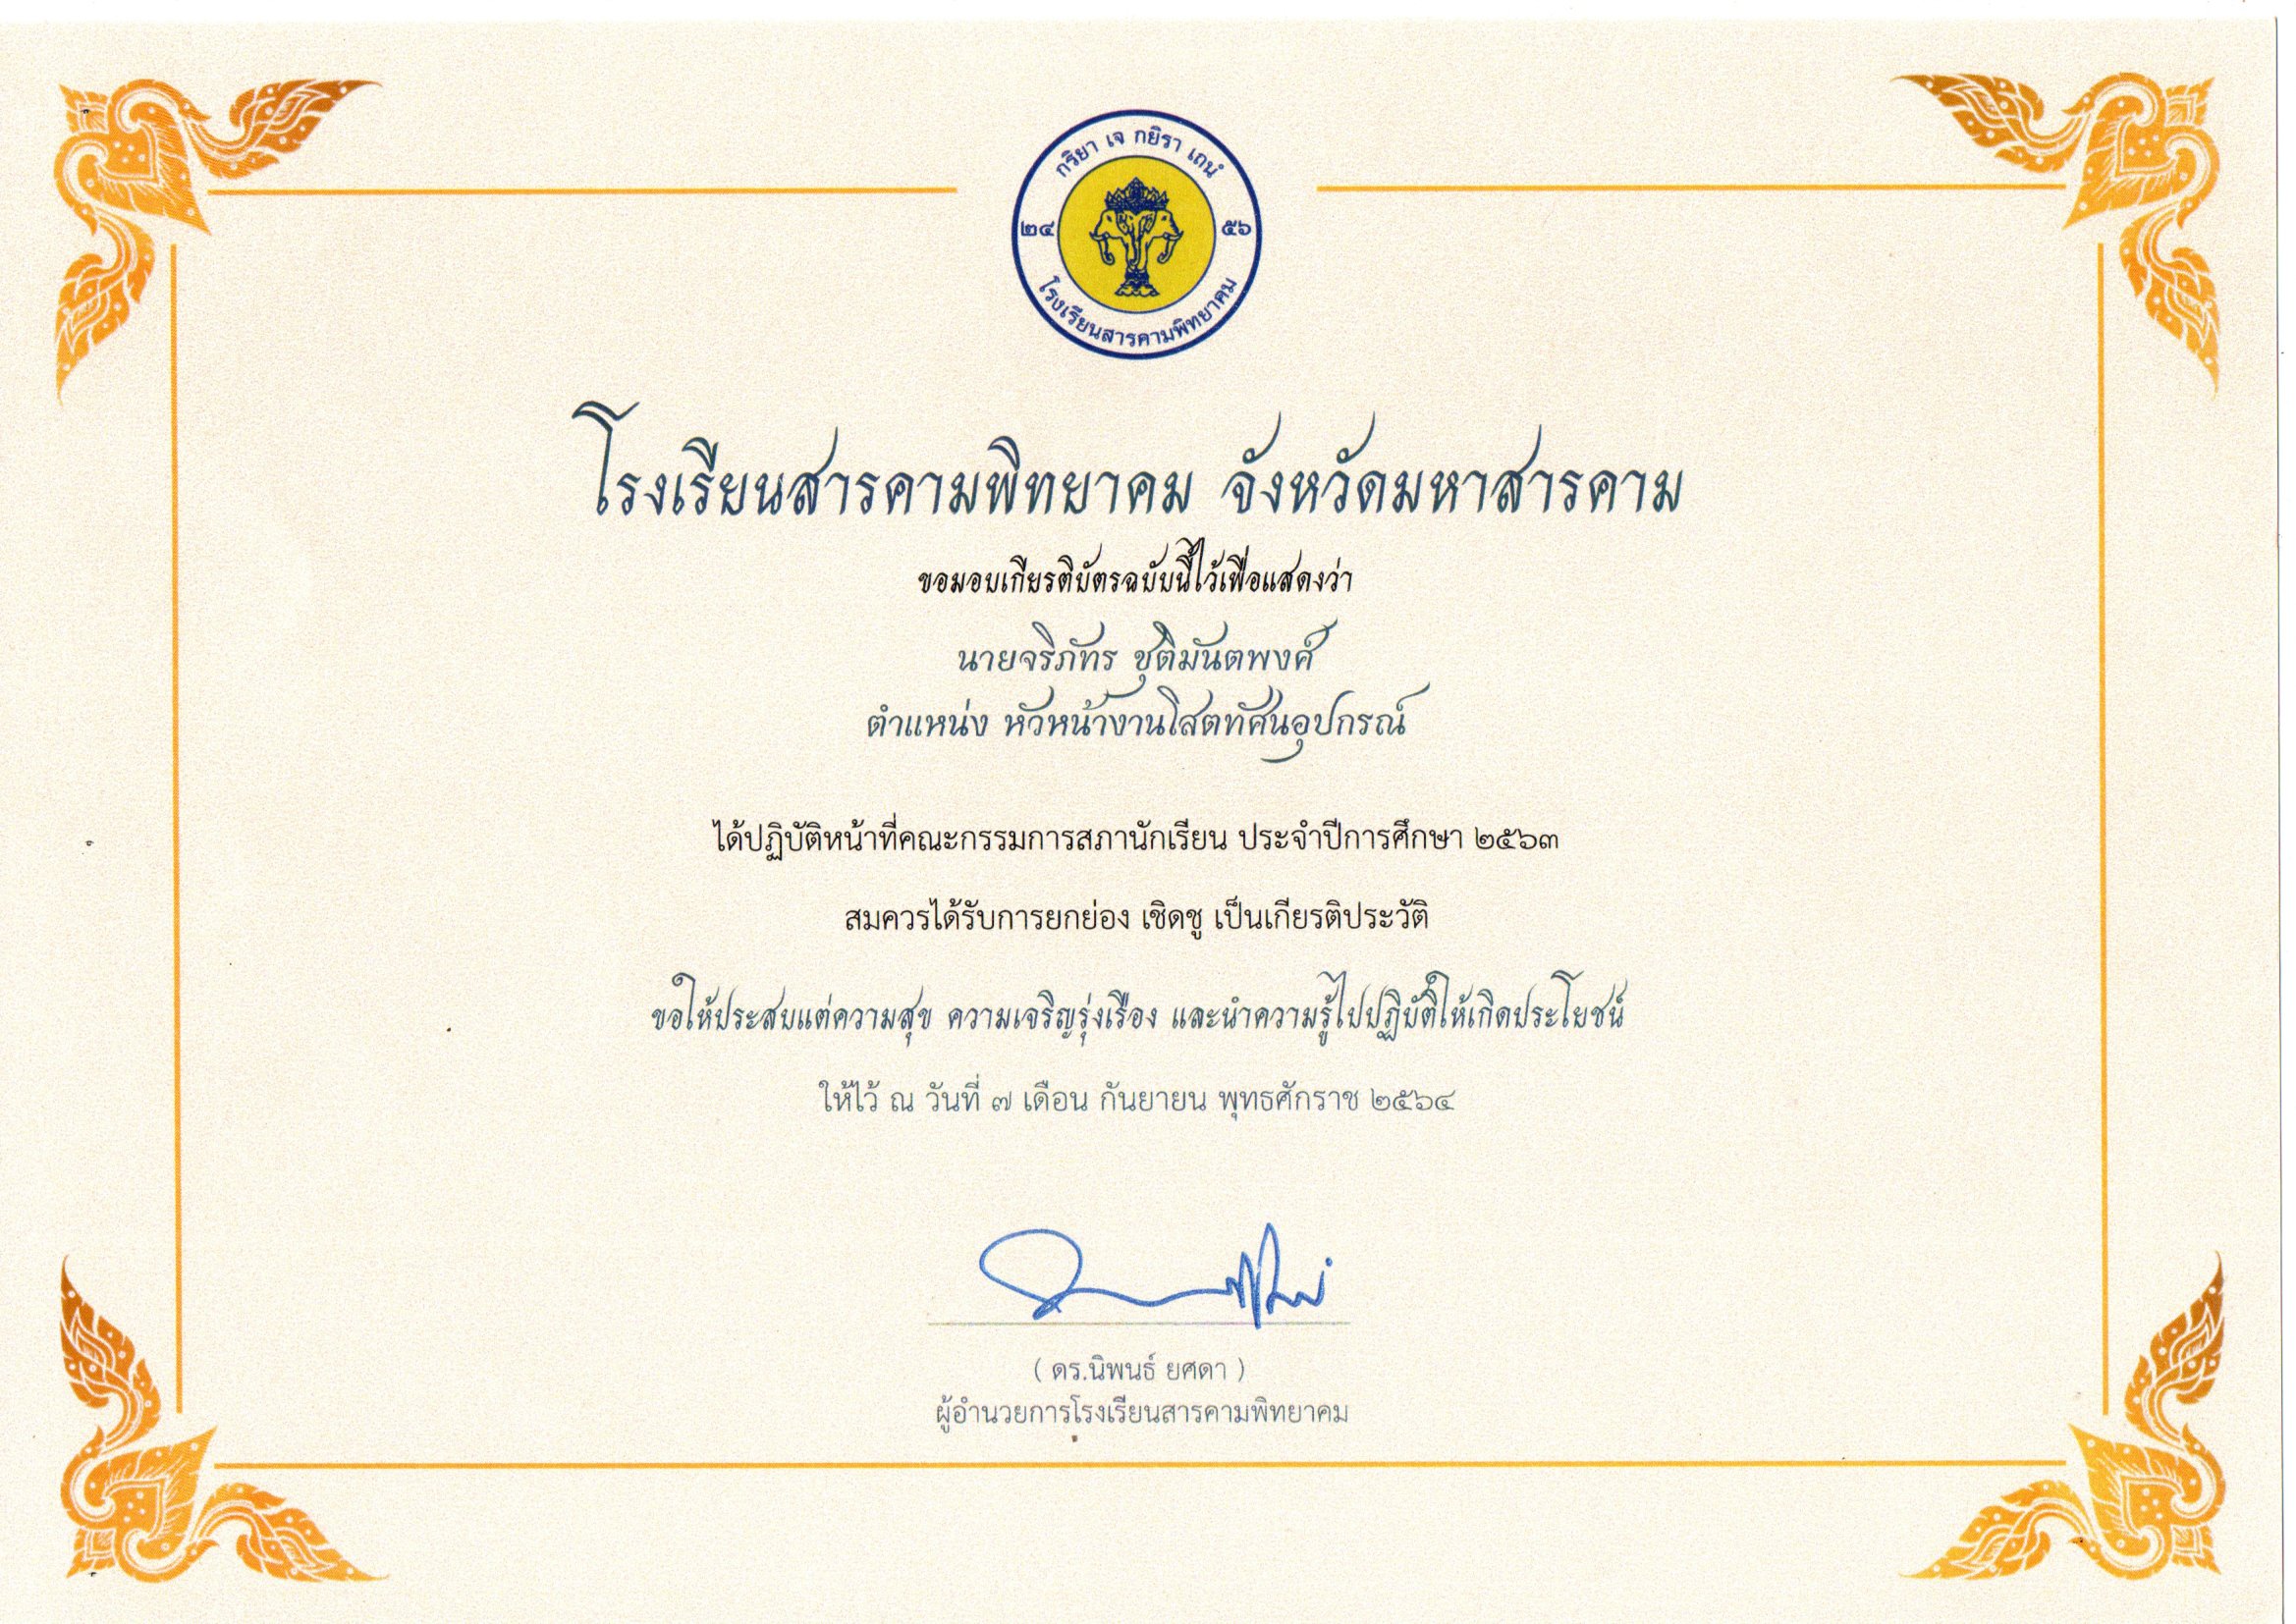 กริยา เจ กยิรา เถนํ
๒๔ ๕๖
โรงเรียนสารคามพิทยาคม
โรงเรียนสารคามพิทยาคม จังหวัดมหาสารคาม
ขอมอบเกียรติบัตรฉบับนี้ไว้เพื่อแสดงว่า
นายจริภัทร ชุติมันตพงศ์
ตำแหน่ง หัวหน้างานโสตทัศนอุปกรณ์
ได้ปฏิบัติหน้าที่คณะกรรมการสภานักเรียน ประจำปีการศึกษา ๒๕๖๓
สมควรได้รับการยกย่อง เชิดชู เป็นเกียรติประวัติ
ขอให้ประสบแต่ความสุข ความเจริญรุ่งเรือง และนำความรู้ไปปฏิบัติให้เกิดประโยชน์
ให้ไว้ ณ วันที่ ๗ เดือน กันยายน พุทธศักราช ๒๕๖๔
( ดร.นิพนธ์ ยศดา )
ผู้อำนวยการโรงเรียนสารคามพิทยาคม